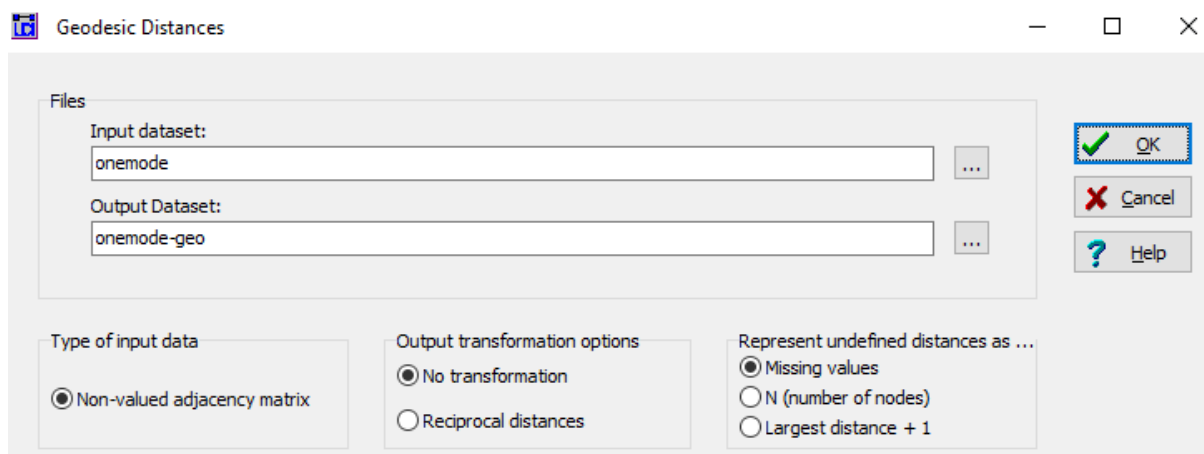 Geodesic Distances
Files
Input dataset:
onemode
...
Output Dataset:
onemode-geo
...
OK
Cancel
Help
Type of input data
Non-valued adjacency matrix
Output transformation options
No transformation
Reciprocal distances
Represent undefined distances as ...
Missing values
N (number of nodes)
Largest distance + 1